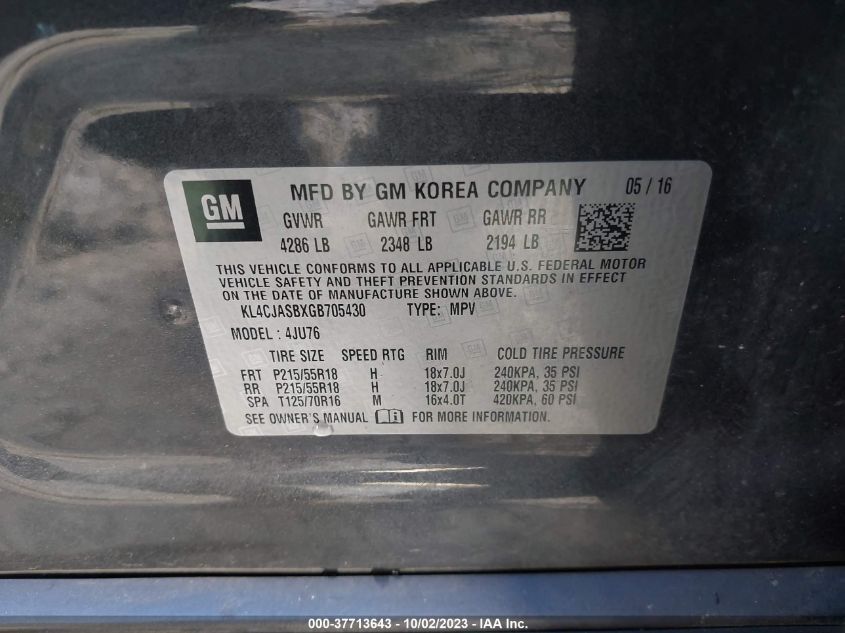 GM
MFD BY GM KOREA COMPANY 05 / 16
GVWR GAWR FRT GAWR RR
4286 LB 2348 LB 2194 LB
THIS VEHICLE CONFORMS TO ALL APPLICABLE U.S. FEDERAL MOTOR
VEHICLE SAFETY AND THEFT PREVENTION STANDARDS IN EFFECT
ON THE DATE OF MANUFACTURE SHOWN ABOVE.
KL4CJASBXGB705430 TYPE: MPV
MODEL: 4JU76
TIRE SIZE SPEED RTG RIM COLD TIRE PRESSURE
FRT P215/55R18 H 18x7.0J 240KPA, 35 PSI
RR P215/55R18 H 18x7.0J 240KPA, 35 PSI
SPA T125/70R16 M 16x4.0T 420KPA, 60 PSI
SEE OWNER'S MANUAL FOR MORE INFORMATION.
000-37713643 - 10/02/2023 - IAA Inc.